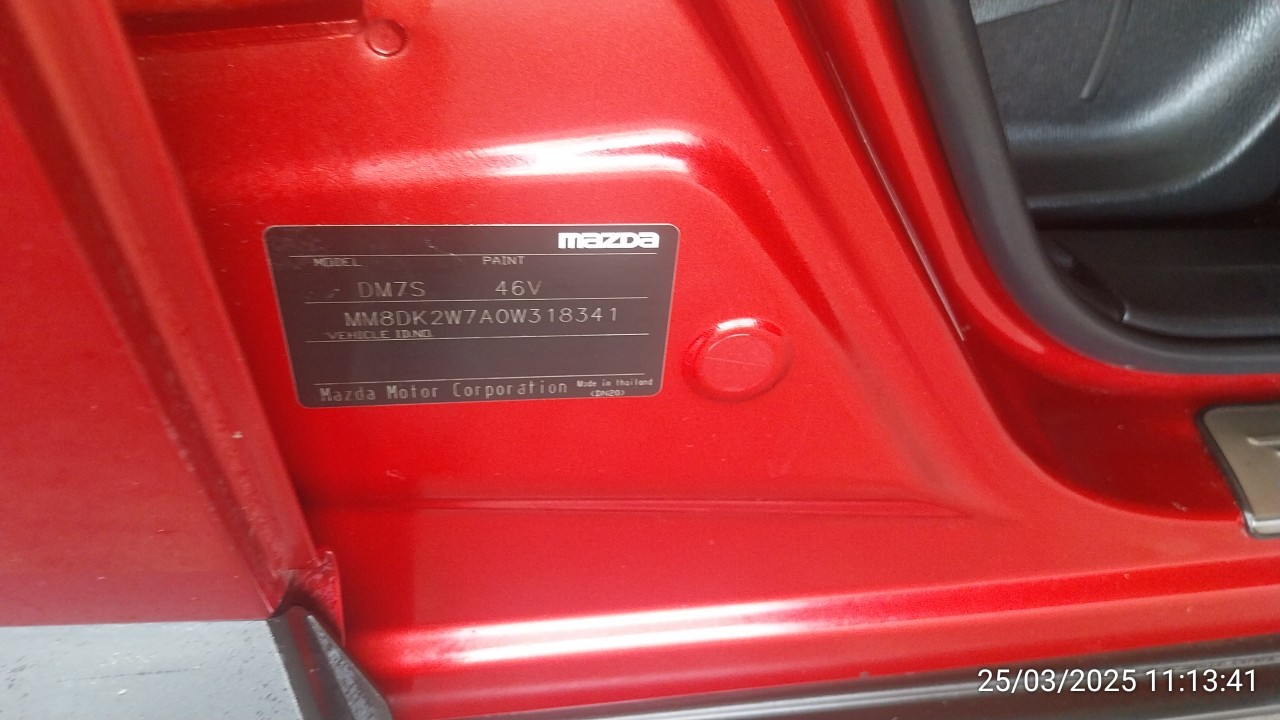 mazda
MODEL PAINT
DM7S 46V
MM8DK2W7A0W318341
VEHICLE ID.NO.
Mazda Motor Corporation Made in thailand
<DN20>
25/03/2025 11:13:41